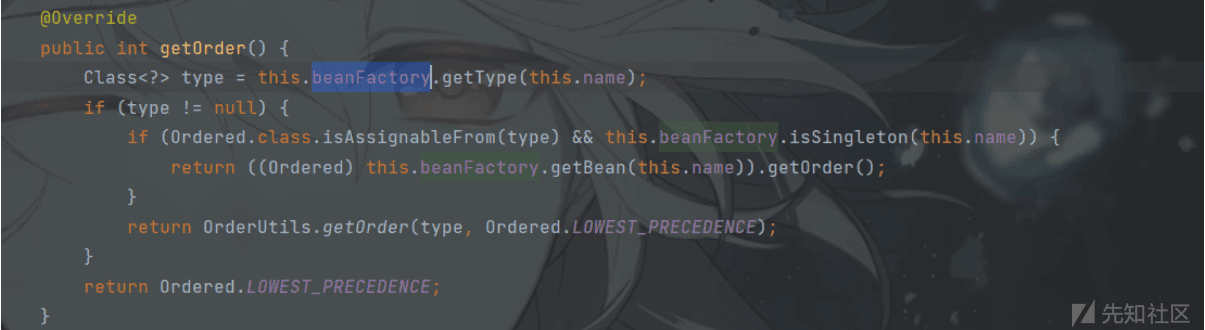 @Override
public int getOrder() {
    Class<?> type = this.beanFactory.getType(this.name);
    if (type != null) {
        if (Ordered.class.isAssignableFrom(type) && this.beanFactory.isSingleton(this.name)) {
            return ((Ordered) this.beanFactory.getBean(this.name)).getOrder();
        }
        return OrderUtils.getOrder(type, Ordered.LOWEST_PRECEDENCE);
    }
    return Ordered.LOWEST_PRECEDENCE;
}
先知社区